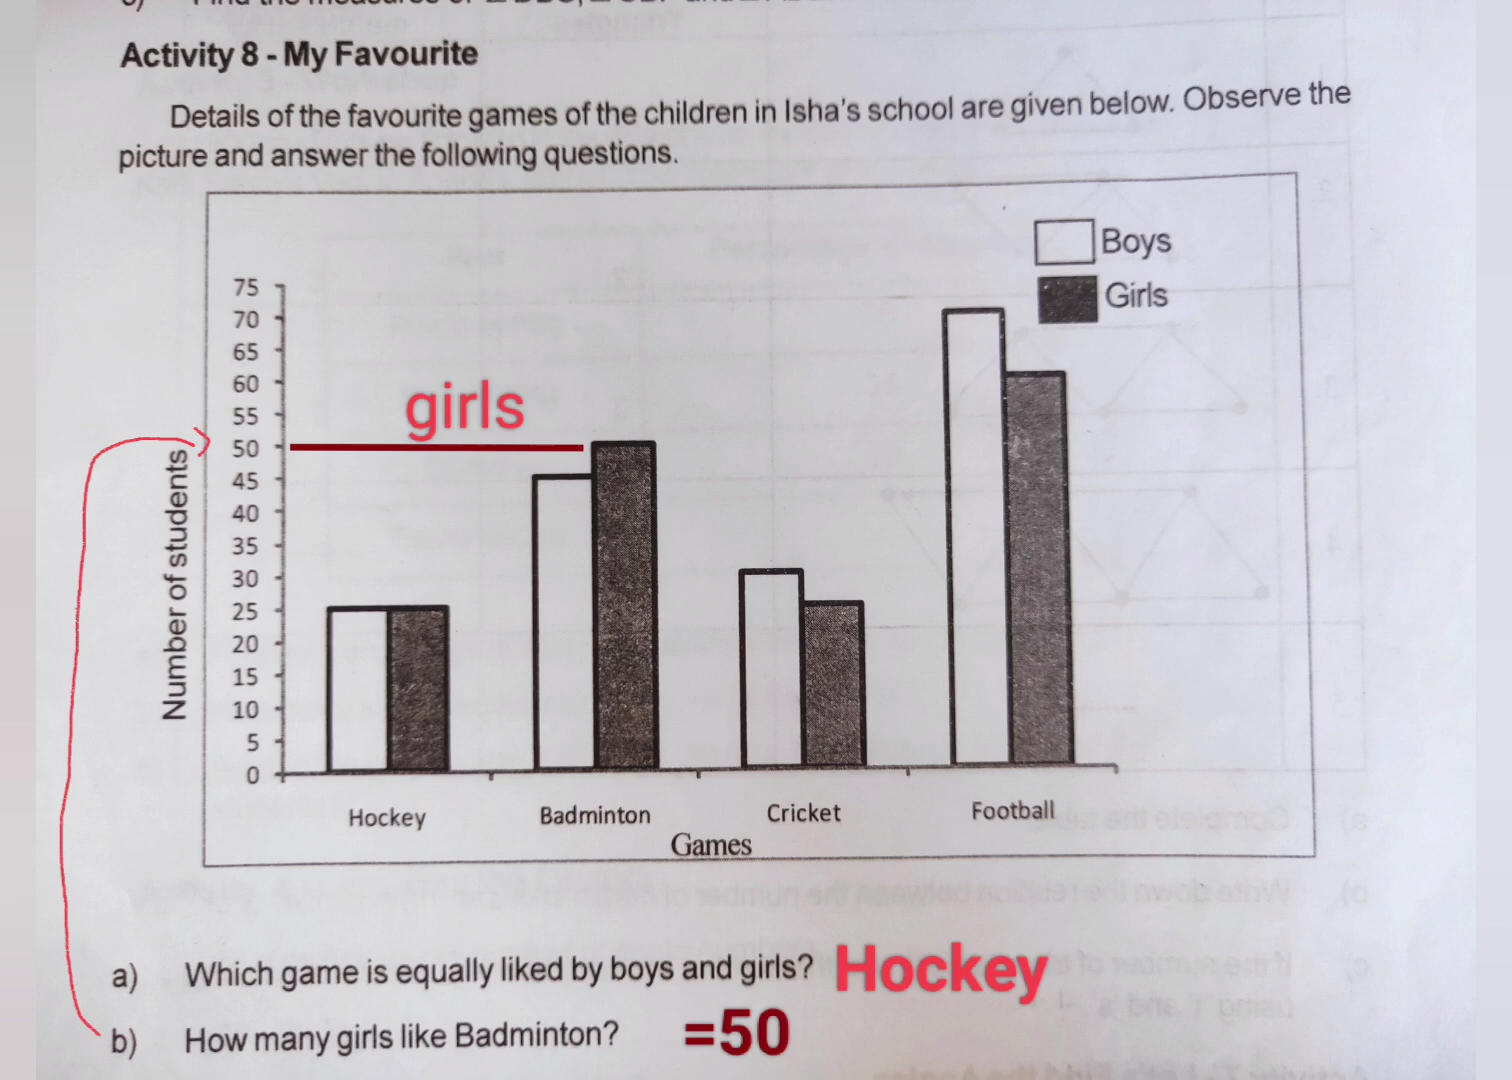 Activity 8 - My Favourite
Details of the favourite games of the children in Isha's school are given below. Observe the
picture and answer the following questions.
Boys
Girls
75
70
65
60
55
50
45
40
35
30
25
20
15
10
5
0
girls
Number of students
Hockey Badminton Cricket Football
Games
a) Which game is equally liked by boys and girls? Hockey
b) How many girls like Badminton? =50